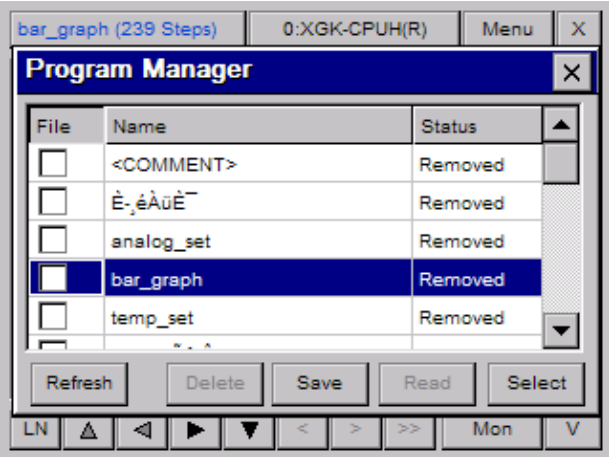 bar_graph (239 Steps) 0:XGK-CPUH(R) Menu X
Program Manager
File Name Status
<COMMENT> Removed
È-¸éÀüÈ¯ Removed
analog_set Removed
bar_graph Removed
temp_set Removed
Refresh Delete Save Read Select
LN < > >> Mon V